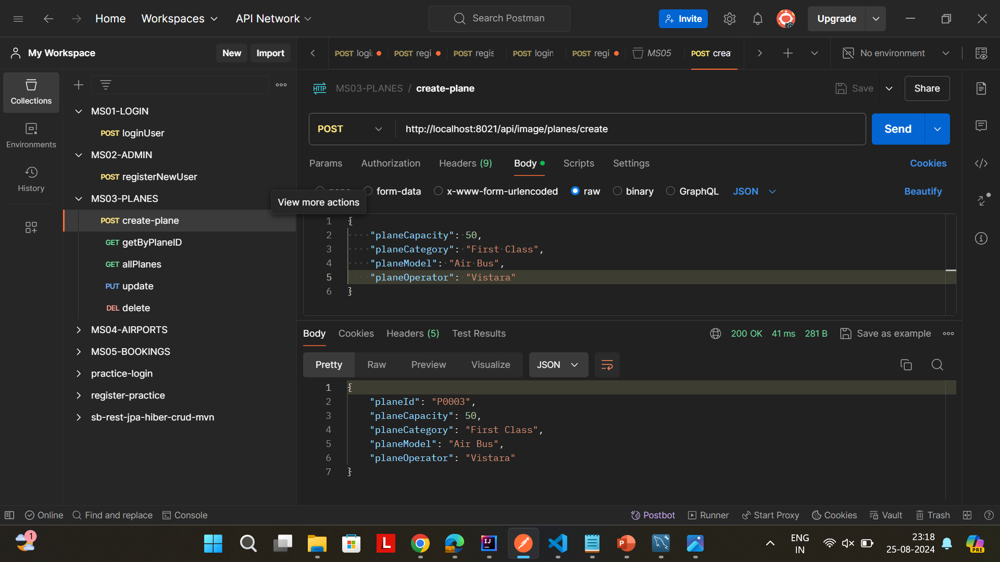 Home
Workspaces
API Network
Search Postman
Invite
Upgrade
My Workspace
New
Import
POST logi
POST regi
POST regis
POST login
POST regi
MS05
POST crea
No environment
Collections
Environments
History
MS01-LOGIN
POST loginUser
MS02-ADMIN
POST registerNewUser
MS03-PLANES
POST create-plane
GET getByPlaneID
GET allPlanes
PUT update
DEL delete
MS04-AIRPORTS
MS05-BOOKINGS
practice-login
register-practice
sb-rest-jpa-hiber-crud-mvn
View more actions
HTTP MS03-PLANES / create-plane
Save
Share
POST
http://localhost:8021/api/image/planes/create
Send
Params
Authorization
Headers (9)
Body
Scripts
Settings
Cookies
form-data
x-www-form-urlencoded
raw
binary
GraphQL
JSON
Beautify
1 {
2 "planeCapacity": 50,
3 "planeCategory": "First Class",
4 "planeModel": "Air Bus",
5 "planeOperator": "Vistara"
6 }
Body
Cookies
Headers (5)
Test Results
200 OK
41 ms
281 B
Save as example
Pretty
Raw
Preview
Visualize
JSON
1 {
2 "planeId": "P0003",
3 "planeCapacity": 50,
4 "planeCategory": "First Class",
5 "planeModel": "Air Bus",
6 "planeOperator": "Vistara"
7 }
Online
Find and replace
Console
Postbot
Runner
Start Proxy
Cookies
Vault
Trash
1
L
IJ
P
ENG
IN
23:18
25-08-2024
PRE